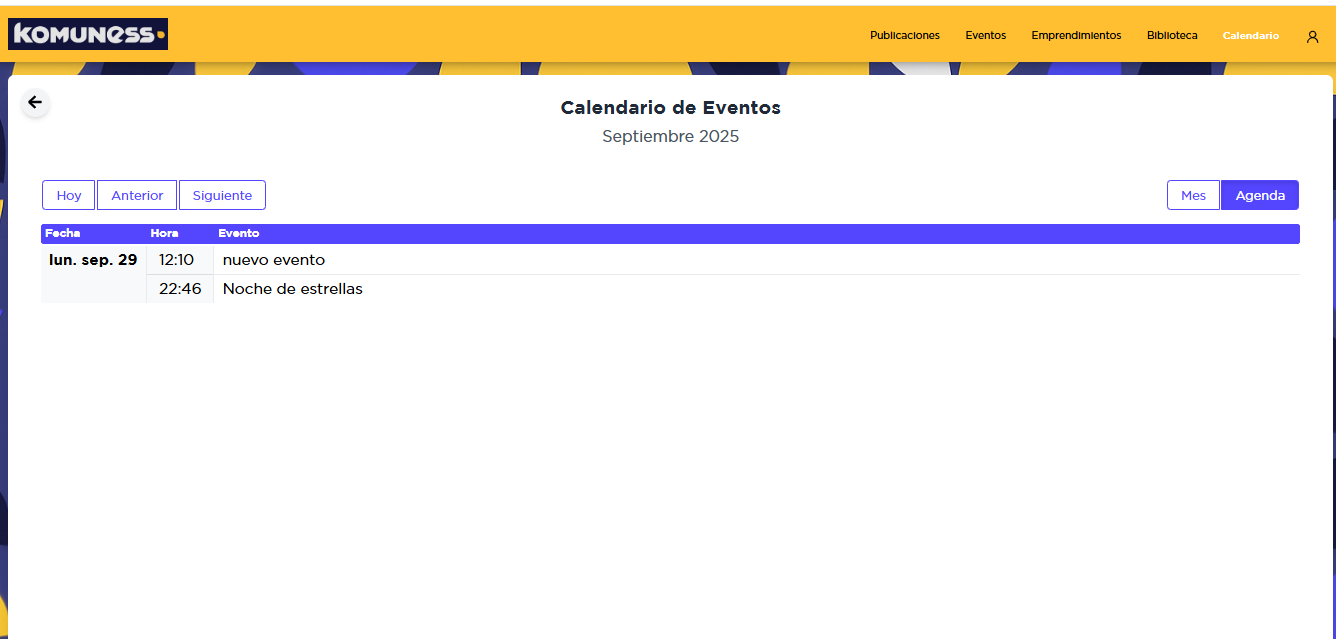 KOMUNESS
Publicaciones Eventos Emprendimientos Biblioteca Calendario
Calendario de Eventos
Septiembre 2025
Hoy Anterior Siguiente Mes Agenda
Fecha Hora Evento
lun. sep. 29 12:10 nuevo evento
22:46 Noche de estrellas